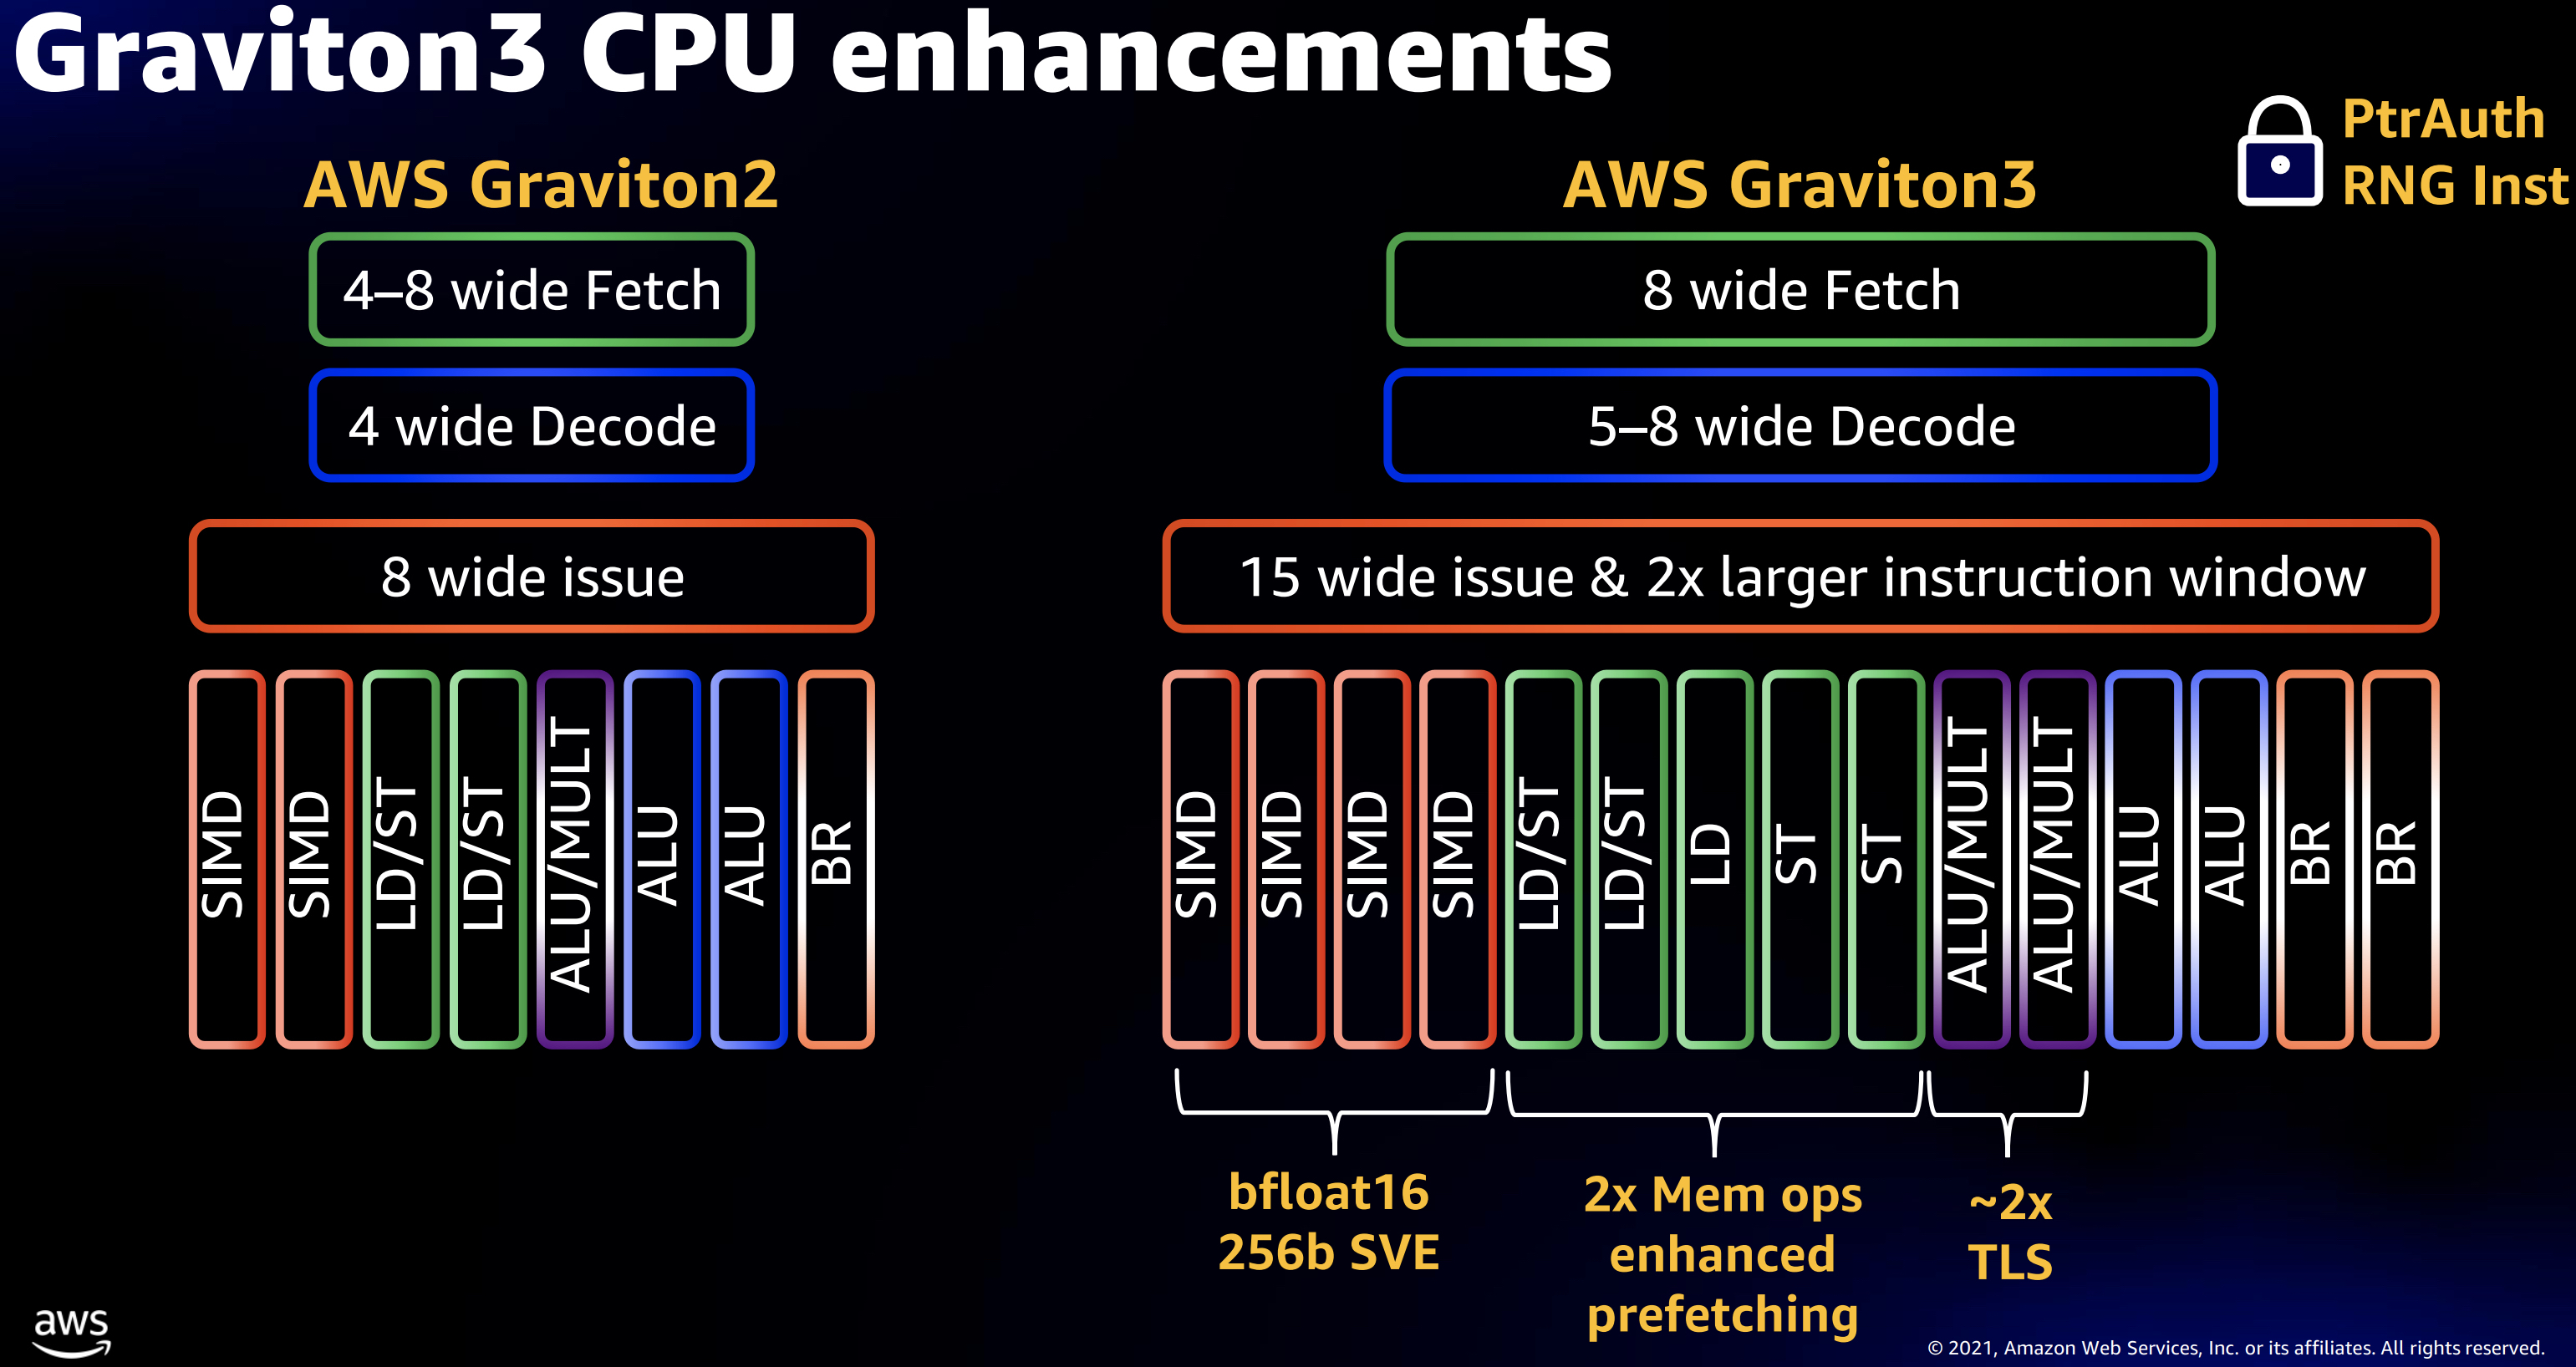 Graviton3 CPU enhancements
PtrAuth
RNG Inst
AWS Graviton2
4–8 wide Fetch
4 wide Decode
8 wide issue
SIMD
SIMD
LD/ST
LD/ST
ALU/MULT
ALU
ALU
BR
AWS Graviton3
8 wide Fetch
5–8 wide Decode
15 wide issue & 2x larger instruction window
SIMD
SIMD
SIMD
SIMD
LD/ST
LD/ST
LD
ST
ST
ALU/MULT
ALU/MULT
ALU
ALU
BR
BR
bfloat16
256b SVE
2x Mem ops
enhanced
prefetching
~2x
TLS
aws
© 2021, Amazon Web Services, Inc. or its affiliates. All rights reserved.